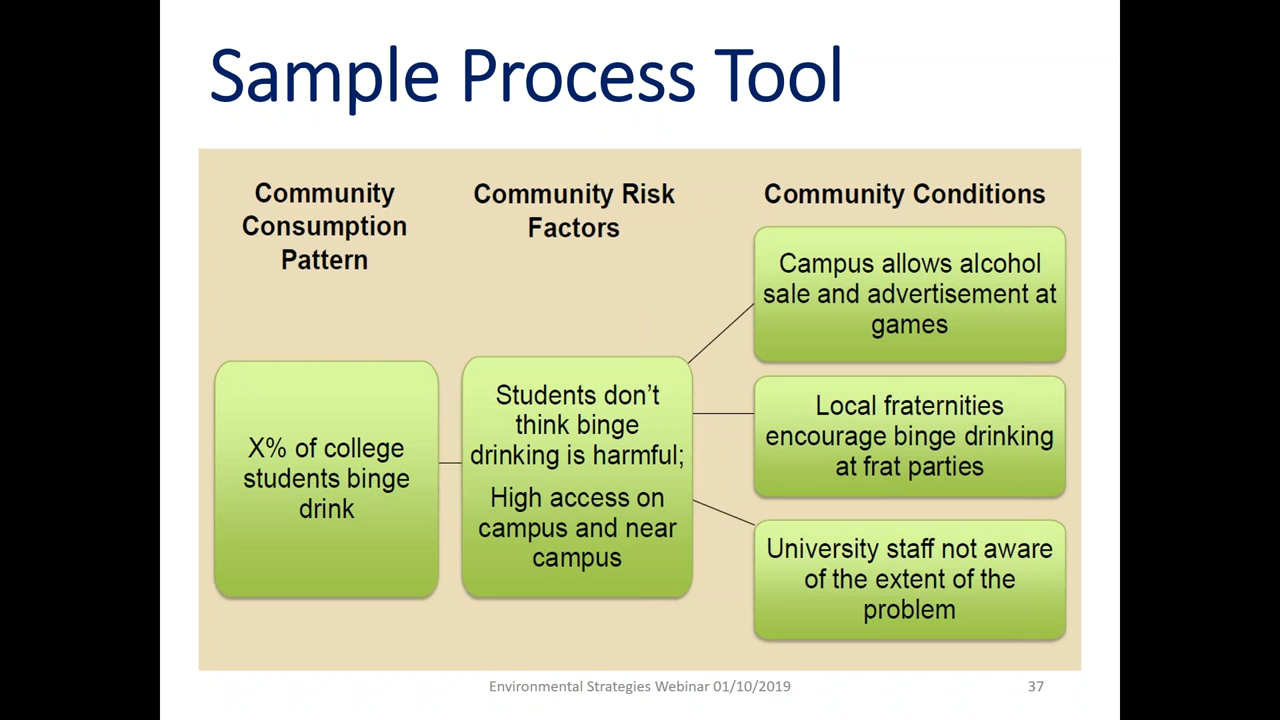 Sample Process Tool
Community
Consumption
Pattern
Community Risk
Factors
Community Conditions
X% of college
students binge
drink
Students don’t
think binge
drinking is harmful;
High access on
campus and near
campus
Campus allows alcohol
sale and advertisement at
games
Local fraternities
encourage binge drinking
at frat parties
University staff not aware
of the extent of the
problem
Environmental Strategies Webinar 01/10/2019
37